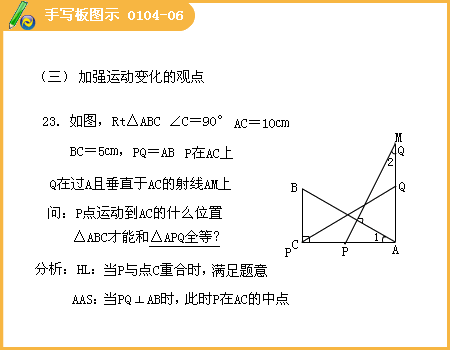 手写板图示 0104-06
（三） 加强运动变化的观点
23. 如图，Rt△ABC ∠C＝90° AC＝10cm
BC＝5cm，PQ＝AB P在AC上
Q在过A且垂直于AC的射线AM上
问：P点运动到AC的什么位置
△ABC才能和△APQ全等？
分析：HL：当P与点C重合时，满足题意
AAS：当PQ⊥AB时，此时P在AC的中点
M
Q
2
B
Q
P
C
P
1
A